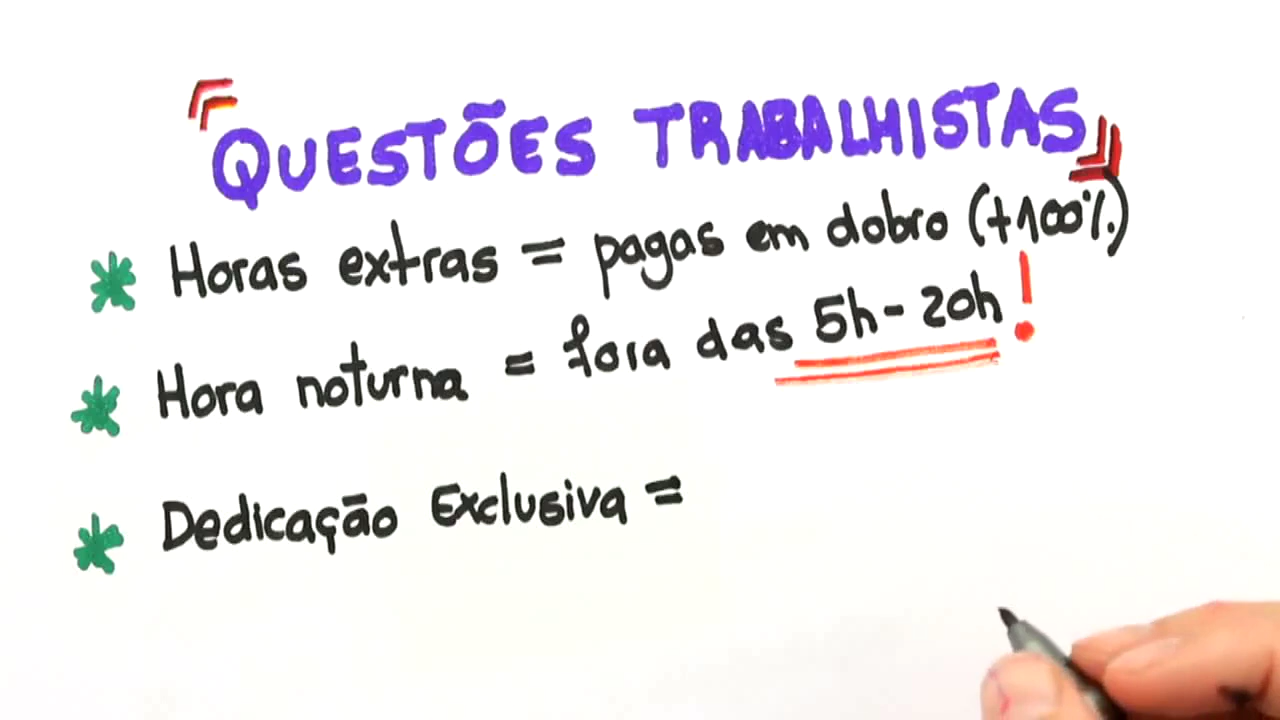 QUESTÕES TRABALHISTAS
* Horas extras = pagas em dobro (+100%)
* Hora noturna = fora das 5h - 20h!
* Dedicação Exclusiva =